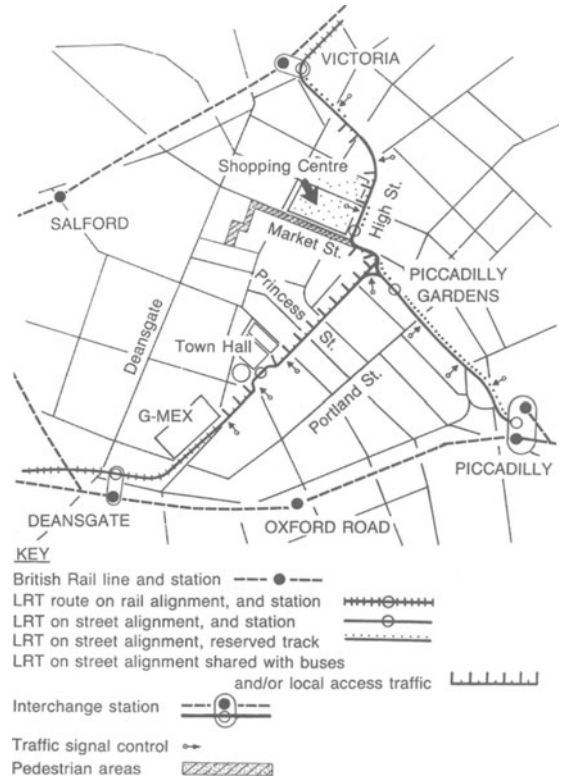 VICTORIA
Shopping Centre
SALFORD
High St.
Market St.
PICCADILLY
GARDENS
Princess
St.
Deansgate
Town Hall
Portland St.
G-MEX
PICCADILLY
DEANSGATE
OXFORD ROAD
KEY
British Rail line and station
LRT route on rail alignment, and station
LRT on street alignment, and station
LRT on street alignment, reserved track
LRT on street alignment shared with buses
and/or local access traffic
Interchange station
Traffic signal control
Pedestrian areas